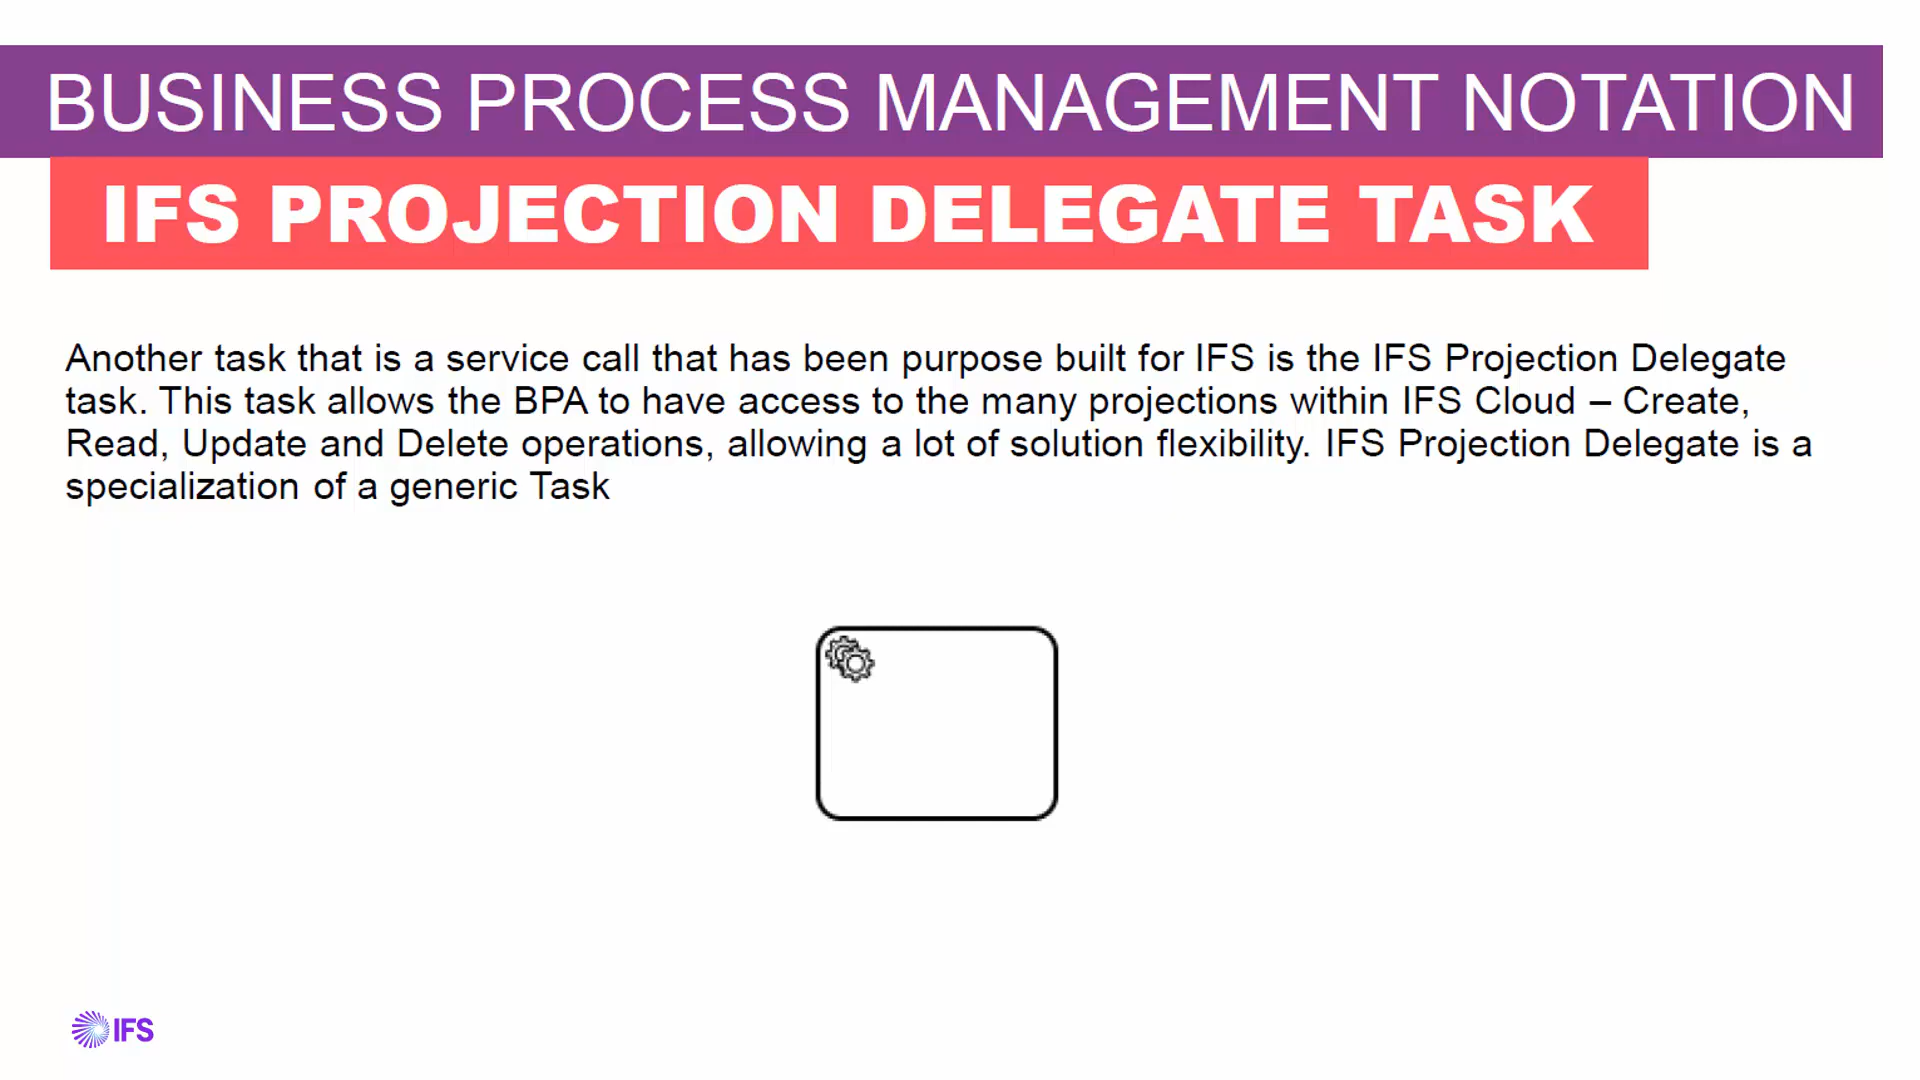 BUSINESS PROCESS MANAGEMENT NOTATION
IFS PROJECTION DELEGATE TASK
Another task that is a service call that has been purpose built for IFS is the IFS Projection Delegate
task. This task allows the BPA to have access to the many projections within IFS Cloud – Create,
Read, Update and Delete operations, allowing a lot of solution flexibility. IFS Projection Delegate is a
specialization of a generic Task
IFS